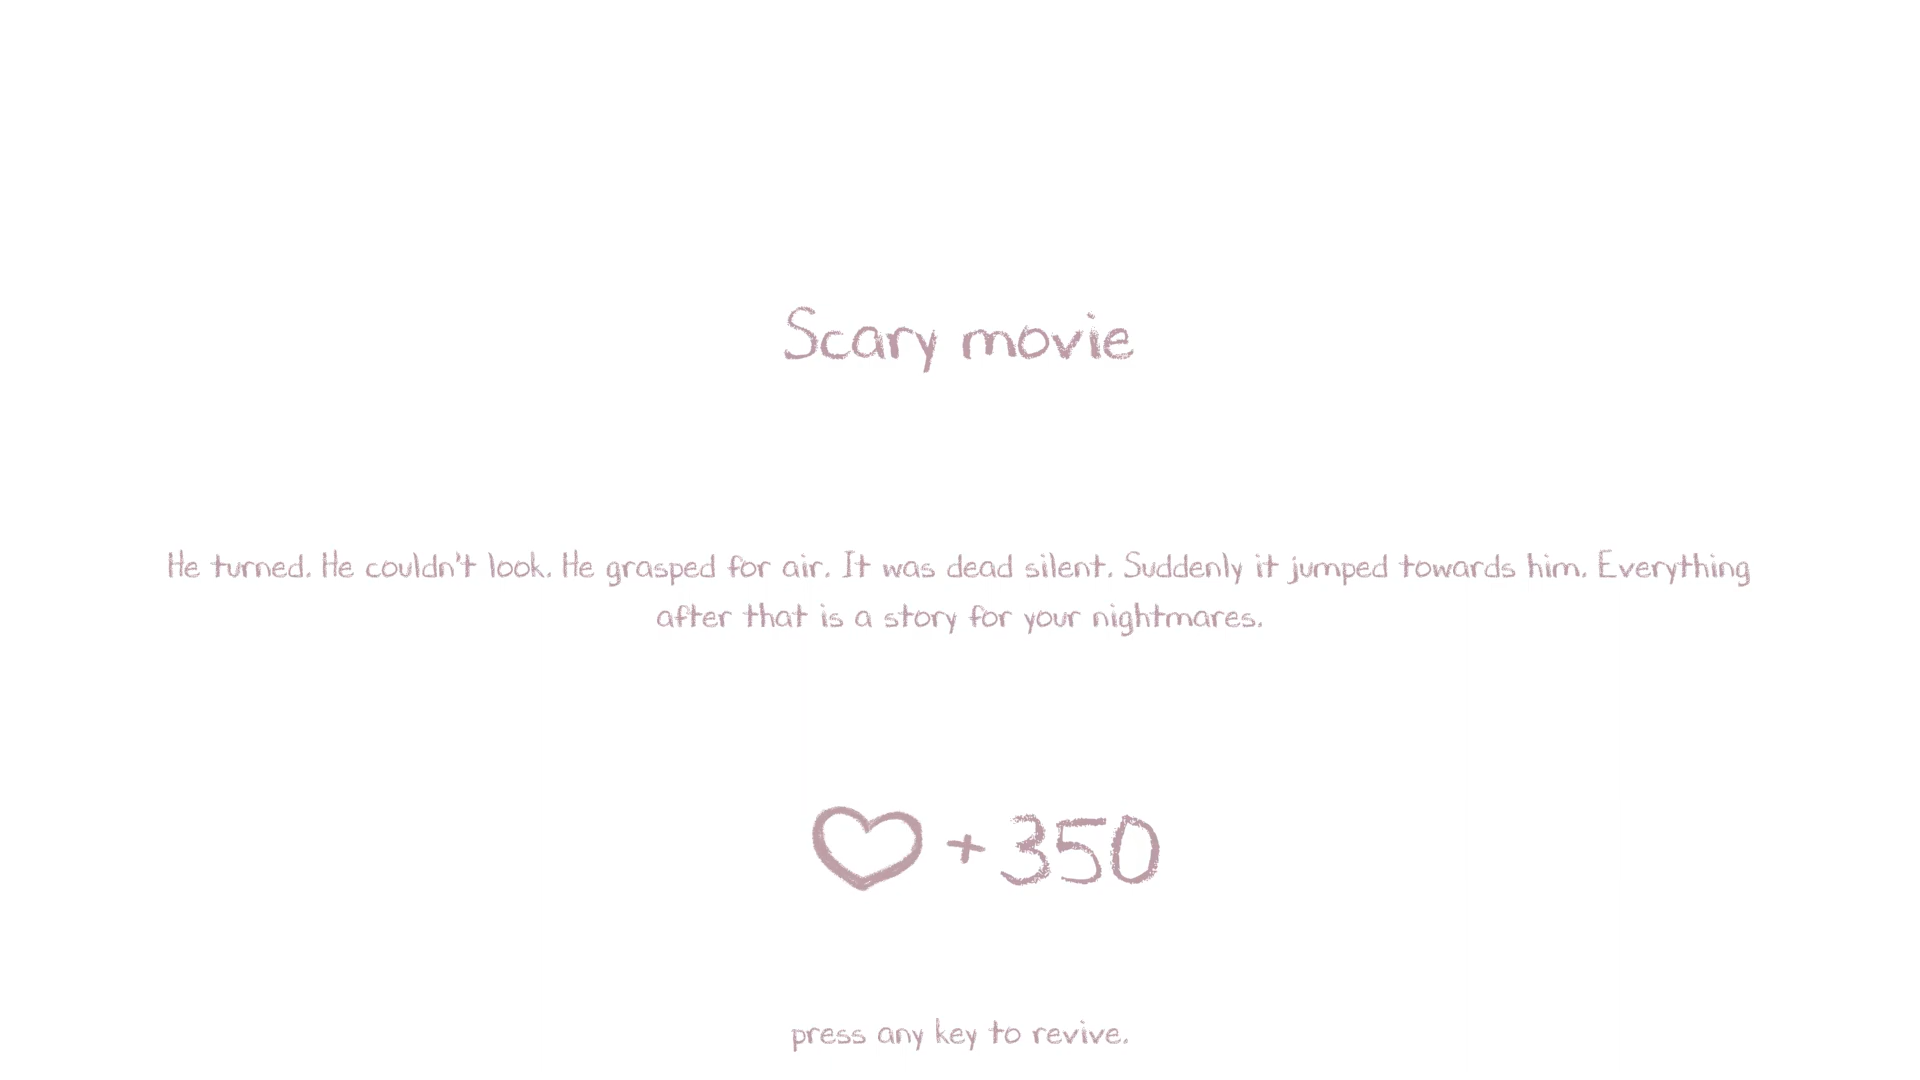 Scary movie
He turned. He couldn't look. He grasped for air. It was dead silent. Suddenly it jumped towards him. Everything
after that is a story for your nightmares.
+ 350
press any key to revive.